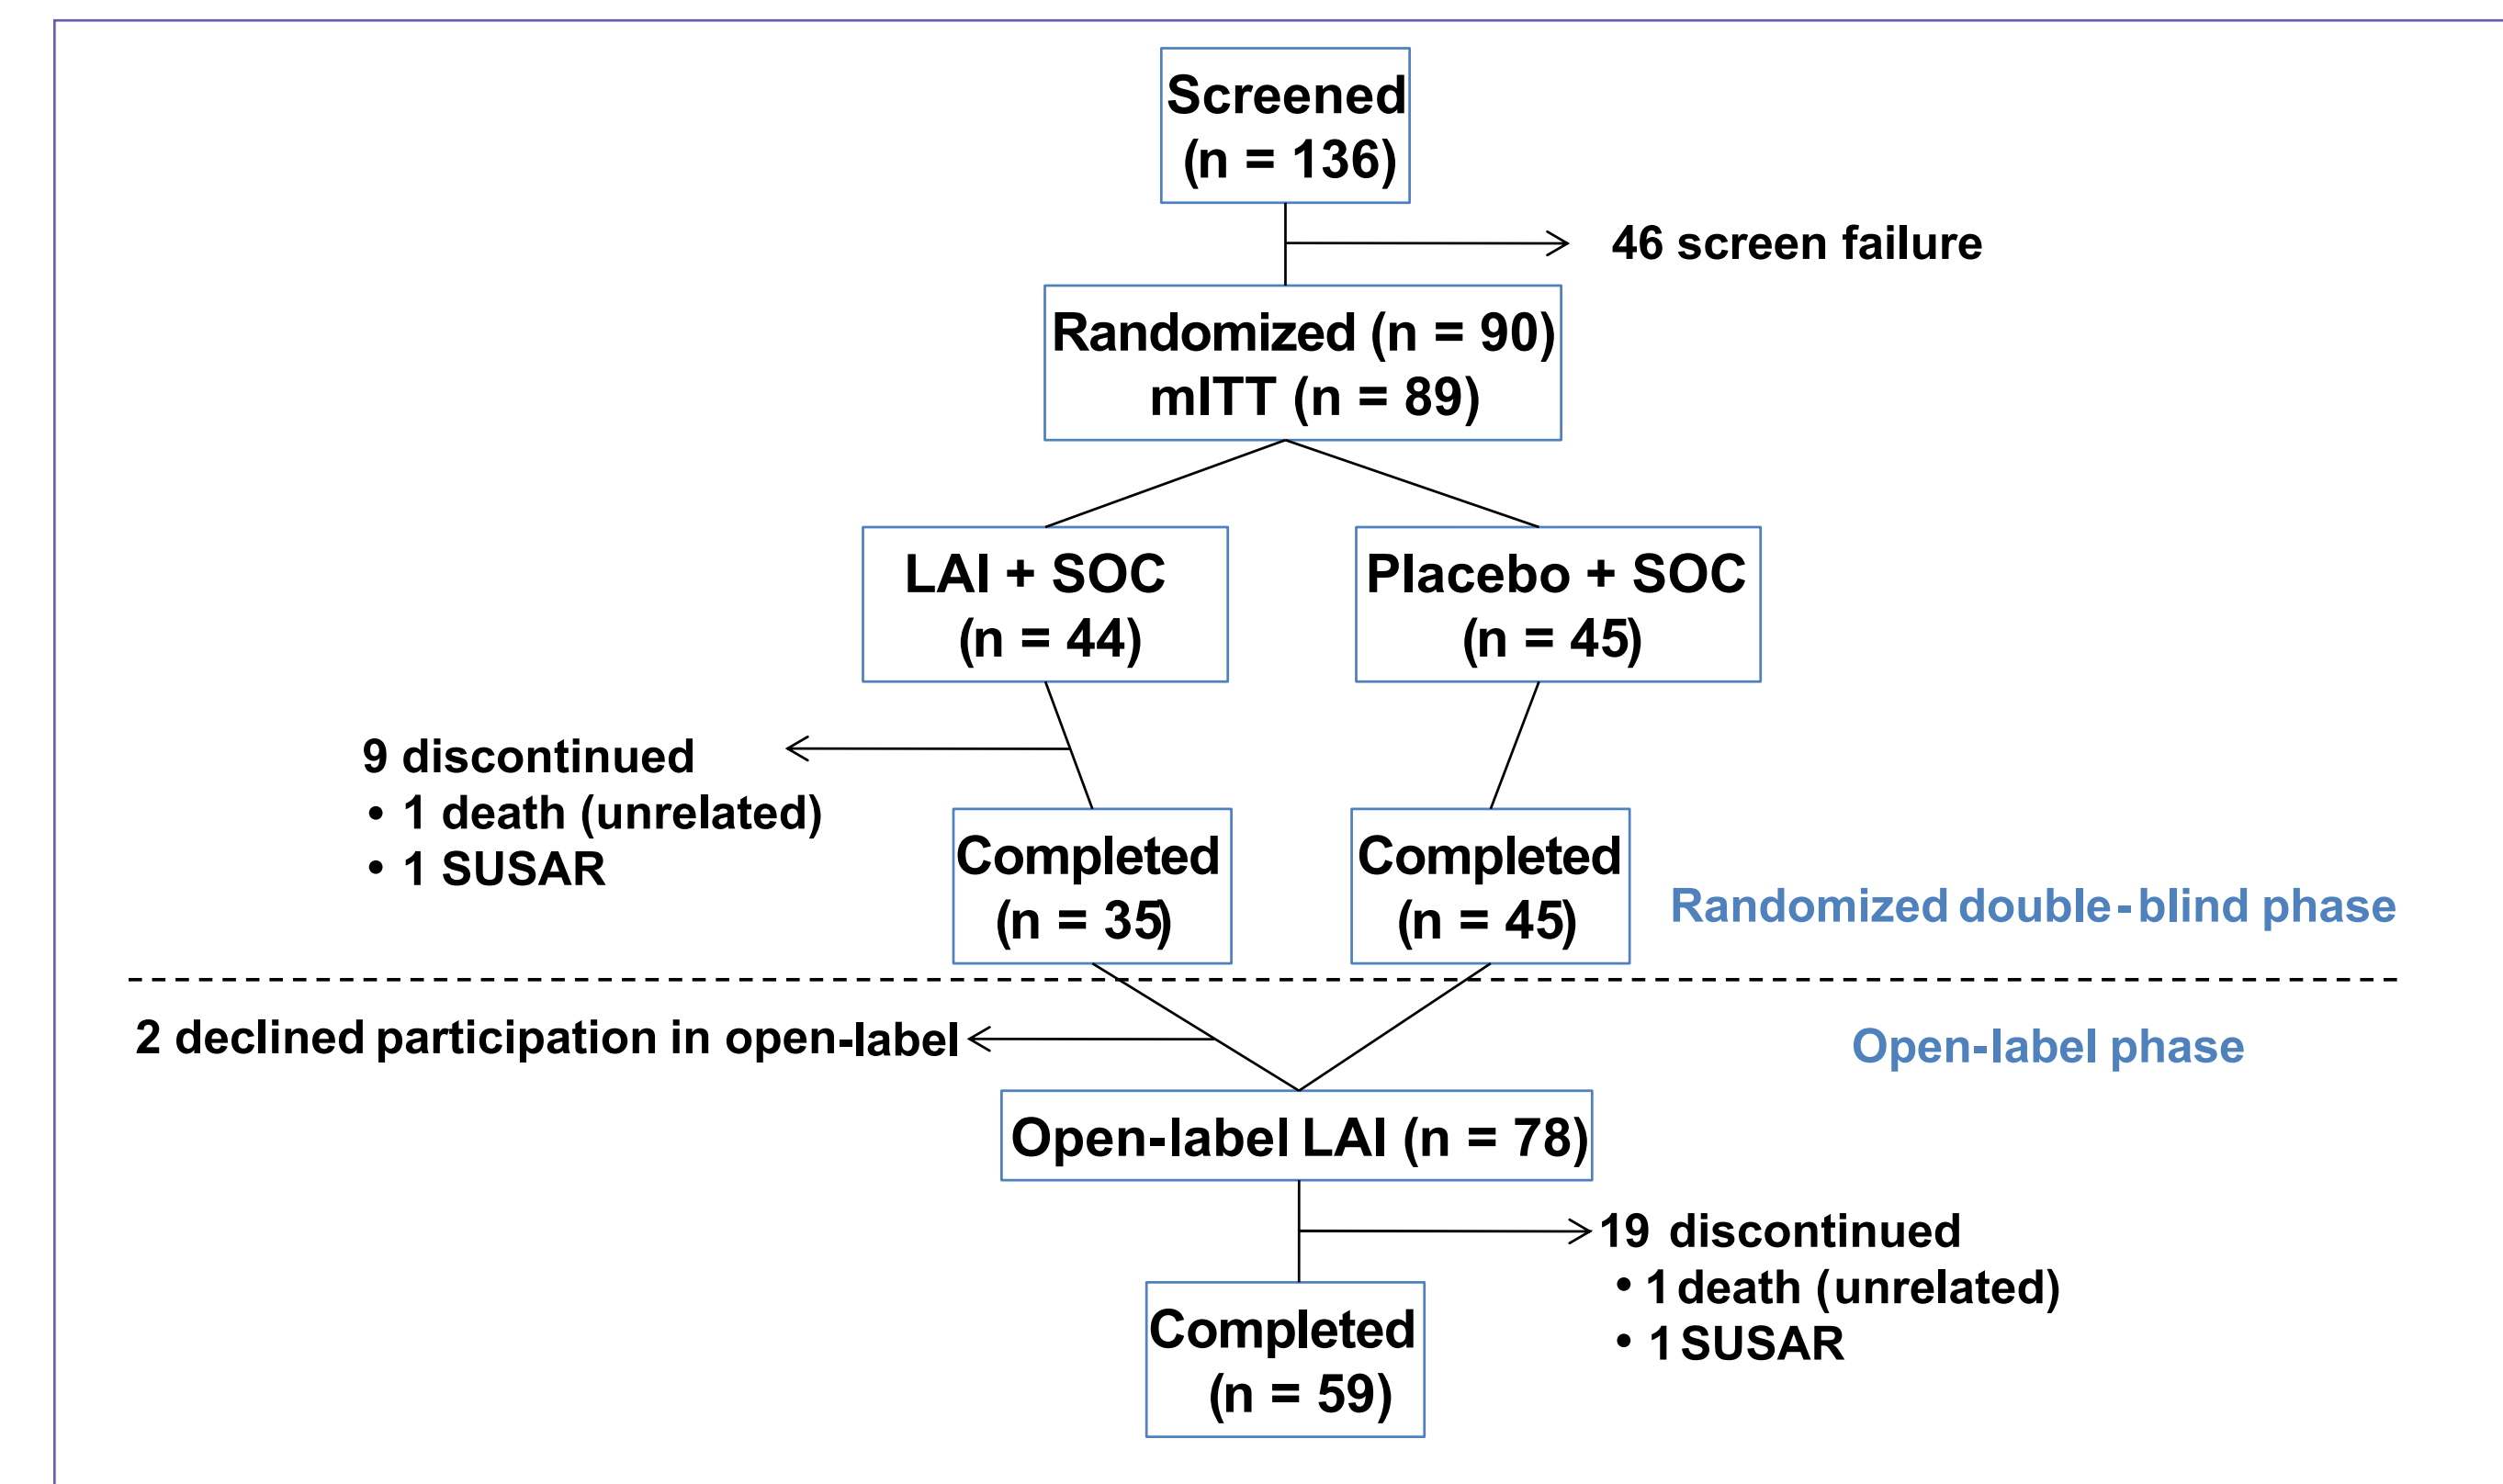 Screened
(n = 136)
46 screen failure
Randomized (n = 90)
mITT (n = 89)
LAI + SOC
(n = 44)
Placebo + SOC
(n = 45)
9 discontinued
• 1 death (unrelated)
• 1 SUSAR
Completed
(n = 35)
Completed
(n = 45)
Randomized double-blind phase
2 declined participation in open-label
Open-label phase
Open-label LAI (n = 78)
19 discontinued
• 1 death (unrelated)
• 1 SUSAR
Completed
(n = 59)